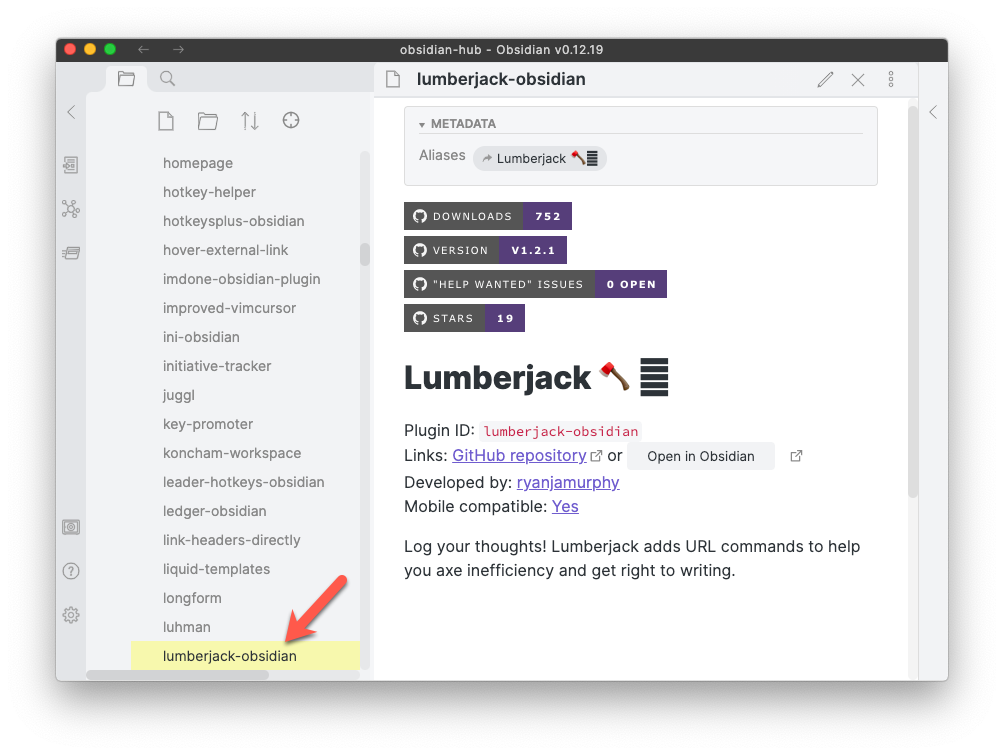 obsidian-hub - Obsidian v0.12.19
homepage
hotkey-helper
hotkeysplus-obsidian
hover-external-link
imdone-obsidian-plugin
improved-vimcursor
ini-obsidian
initiative-tracker
juggl
key-promoter
koncham-workspace
leader-hotkeys-obsidian
ledger-obsidian
link-headers-directly
liquid-templates
longform
luhman
lumberjack-obsidian
lumberjack-obsidian
METADATA
Aliases Lumberjack 🪓
DOWNLOADS 752
VERSION V1.2.1
"HELP WANTED" ISSUES 0 OPEN
STARS 19
Lumberjack 🪓
Plugin ID: lumberjack-obsidian
Links: GitHub repository or Open in Obsidian
Developed by: ryanjamurphy
Mobile compatible: Yes
Log your thoughts! Lumberjack adds URL commands to help
you axe inefficiency and get right to writing.